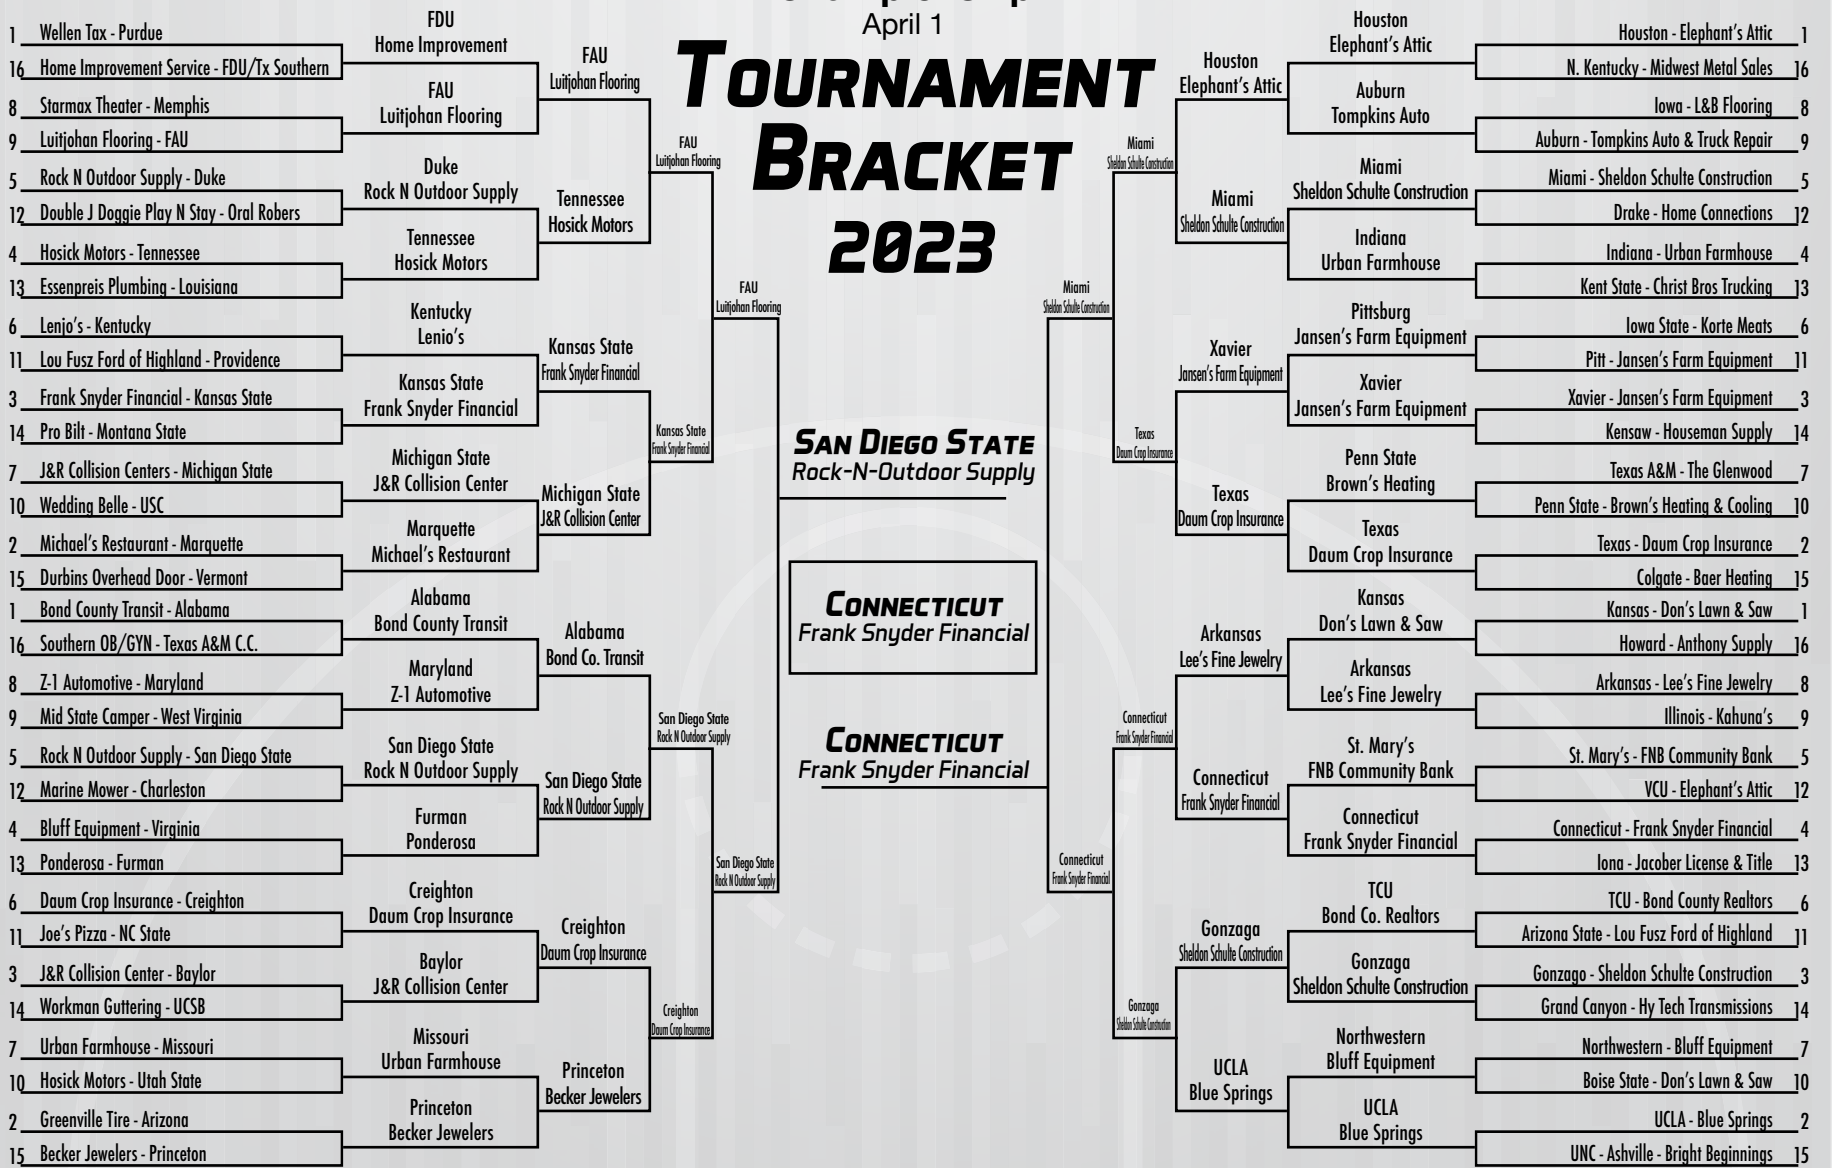 April 1
TOURNAMENT
BRACKET
2023
1 Wellen Tax - Purdue
16 Home Improvement Service - FDU/Tx Southern
8 Starmax Theater - Memphis
9 Luitjohan Flooring - FAU
5 Rock N Outdoor Supply - Duke
12 Double J Doggie Play N Stay - Oral Robers
4 Hosick Motors - Tennessee
13 Essenpreis Plumbing - Louisiana
6 Lenjo's - Kentucky
11 Lou Fusz Ford of Highland - Providence
3 Frank Snyder Financial - Kansas State
14 Pro Bilt - Montana State
7 J&R Collision Centers - Michigan State
10 Wedding Belle - USC
2 Michael's Restaurant - Marquette
15 Durbins Overhead Door - Vermont
1 Bond County Transit - Alabama
16 Southern OB/GYN - Texas A&M C.C.
8 Z-1 Automotive - Maryland
9 Mid State Camper - West Virginia
5 Rock N Outdoor Supply - San Diego State
12 Marine Mower - Charleston
4 Bluff Equipment - Virginia
13 Ponderosa - Furman
6 Daum Crop Insurance - Creighton
11 Joe's Pizza - NC State
3 J&R Collision Center - Baylor
14 Workman Guttering - UCSB
7 Urban Farmhouse - Missouri
10 Hosick Motors - Utah State
2 Greenville Tire - Arizona
15 Becker Jewelers - Princeton
FDU
Home Improvement
FAU
Luitjohan Flooring
Duke
Rock N Outdoor Supply
Tennessee
Hosick Motors
Kentucky
Lenio's
Kansas State
Frank Snyder Financial
Michigan State
J&R Collision Center
Marquette
Michael's Restaurant
Alabama
Bond County Transit
Maryland
Z-1 Automotive
San Diego State
Rock N Outdoor Supply
Furman
Ponderosa
Creighton
Daum Crop Insurance
Baylor
J&R Collision Center
Missouri
Urban Farmhouse
Princeton
Becker Jewelers
FAU
Luitjohan Flooring
Tennessee
Hosick Motors
Kansas State
Frank Snyder Financial
Michigan State
J&R Collision Center
Alabama
Bond Co. Transit
San Diego State
Rock N Outdoor Supply
Creighton
Daum Crop Insurance
Princeton
Becker Jewelers
FAU
Luitjohan Flooring
Kansas State
Frank Snyder Financial
San Diego State
Rock N Outdoor Supply
Creighton
Daum Crop Insurance
FAU
Luitjohan Flooring
San Diego State
Rock N Outdoor Supply
SAN DIEGO STATE
Rock-N-Outdoor Supply
CONNECTICUT
Frank Snyder Financial
CONNECTICUT
Frank Snyder Financial
Miami
Sheldon Schulte Construction
Connecticut
Frank Snyder Financial
Miami
Sheldon Schulte Construction
Texas
Daum Crop Insurance
Connecticut
Frank Snyder Financial
Gonzaga
Sheldon Schulte Construction
Houston
Elephant's Attic
Miami
Sheldon Schulte Construction
Xavier
Jansen's Farm Equipment
Texas
Daum Crop Insurance
Arkansas
Lee's Fine Jewelry
Connecticut
Frank Snyder Financial
Gonzaga
Sheldon Schulte Construction
UCLA
Blue Springs
Houston
Elephant's Attic
Auburn
Tompkins Auto
Miami
Sheldon Schulte Construction
Indiana
Urban Farmhouse
Pittsburg
Jansen's Farm Equipment
Xavier
Jansen's Farm Equipment
Penn State
Brown's Heating
Texas
Daum Crop Insurance
Kansas
Don's Lawn & Saw
Arkansas
Lee's Fine Jewelry
St. Mary's
FNB Community Bank
Connecticut
Frank Snyder Financial
TCU
Bond Co. Realtors
Gonzaga
Sheldon Schulte Construction
Northwestern
Bluff Equipment
UCLA
Blue Springs
Houston - Elephant's Attic 1
N. Kentucky - Midwest Metal Sales 16
Iowa - L&B Flooring 8
Auburn - Tompkins Auto & Truck Repair 9
Miami - Sheldon Schulte Construction 5
Drake - Home Connections 12
Indiana - Urban Farmhouse 4
Kent State - Christ Bros Trucking 13
Iowa State - Korte Meats 6
Pitt - Jansen's Farm Equipment 11
Xavier - Jansen's Farm Equipment 3
Kensaw - Houseman Supply 14
Texas A&M - The Glenwood 7
Penn State - Brown's Heating & Cooling 10
Texas - Daum Crop Insurance 2
Colgate - Baer Heating 15
Kansas - Don's Lawn & Saw 1
Howard - Anthony Supply 16
Arkansas - Lee's Fine Jewelry 8
Illinois - Kahuna's 9
St. Mary's - FNB Community Bank 5
VCU - Elephant's Attic 12
Connecticut - Frank Snyder Financial 4
Iona - Jacober License & Title 13
TCU - Bond County Realtors 6
Arizona State - Lou Fusz Ford of Highland 11
Gonzago - Sheldon Schulte Construction 3
Grand Canyon - Hy Tech Transmissions 14
Northwestern - Bluff Equipment 7
Boise State - Don's Lawn & Saw 10
UCLA - Blue Springs 2
UNC - Ashville - Bright Beginnings 15